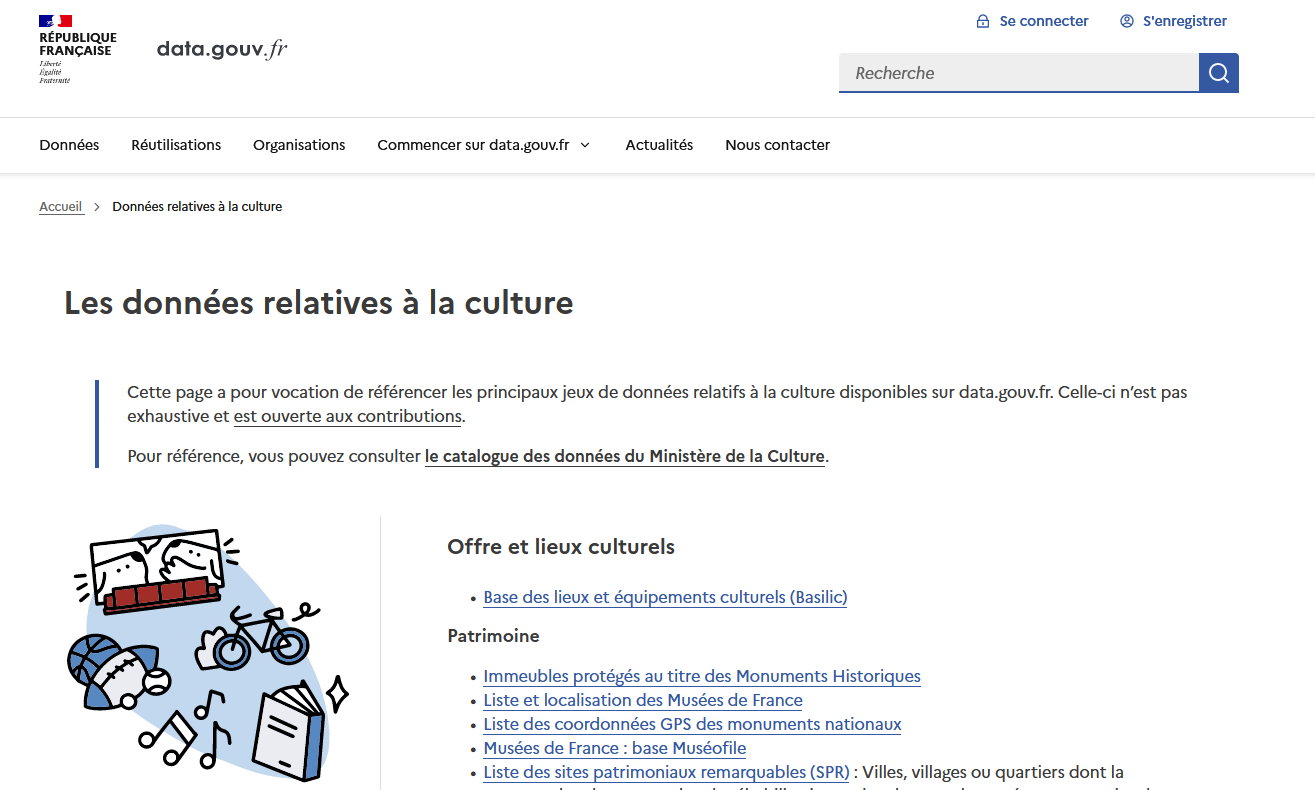 RÉPUBLIQUE
FRANÇAISE
Liberté
Égalité
Fraternité
data.gouv.fr
Se connecter
S'enregistrer
Recherche
Données
Réutilisations
Organisations
Commencer sur data.gouv.fr
Actualités
Nous contacter
Accueil > Données relatives à la culture
Les données relatives à la culture
Cette page a pour vocation de référencer les principaux jeux de données relatifs à la culture disponibles sur data.gouv.fr. Celle-ci n’est pas
exhaustive et est ouverte aux contributions.
Pour référence, vous pouvez consulter le catalogue des données du Ministère de la Culture.
Offre et lieux culturels
• Base des lieux et équipements culturels (Basilic)
Patrimoine
• Immeubles protégés au titre des Monuments Historiques
• Liste et localisation des Musées de France
• Liste des coordonnées GPS des monuments nationaux
• Musées de France : base Muséofile
• Liste des sites patrimoniaux remarquables (SPR) : Villes, villages ou quartiers dont la